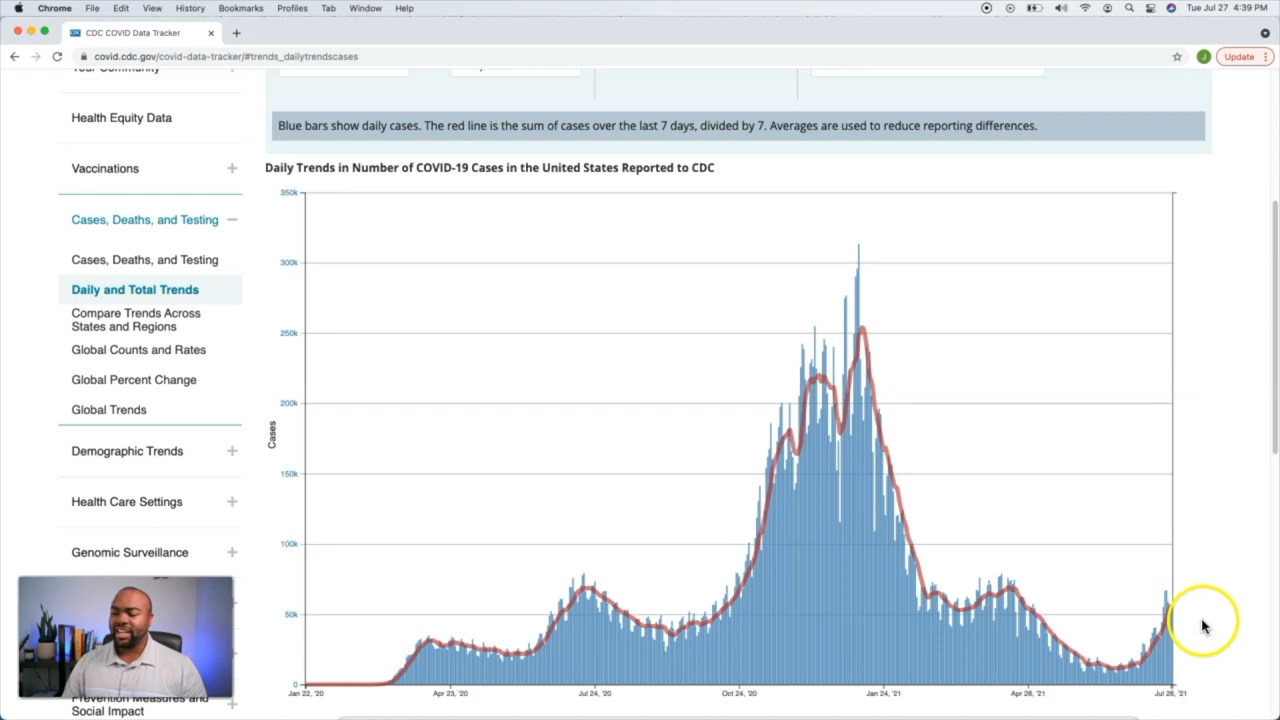 Chrome File Edit View History Bookmarks Profiles Tab Window Help Tue Jul 27 4:39 PM
CDC COVID Data Tracker
covid.cdc.gov/covid-data-tracker/#trends_dailytrendscases
J Update
Health Equity Data
Vaccinations
Cases, Deaths, and Testing
Cases, Deaths, and Testing
Daily and Total Trends
Compare Trends Across
States and Regions
Global Counts and Rates
Global Percent Change
Global Trends
Demographic Trends
Health Care Settings
Genomic Surveillance
Prevention Measures and
Social Impact
Blue bars show daily cases. The red line is the sum of cases over the last 7 days, divided by 7. Averages are used to reduce reporting differences.
Daily Trends in Number of COVID-19 Cases in the United States Reported to CDC
350k
300k
250k
200k
150k
100k
50k
0
Cases
Jan 22, '20 Apr 23, '20 Jul 24, '20 Oct 24, '20 Jan 24, '21 Apr 26, '21 Jul 26, '21